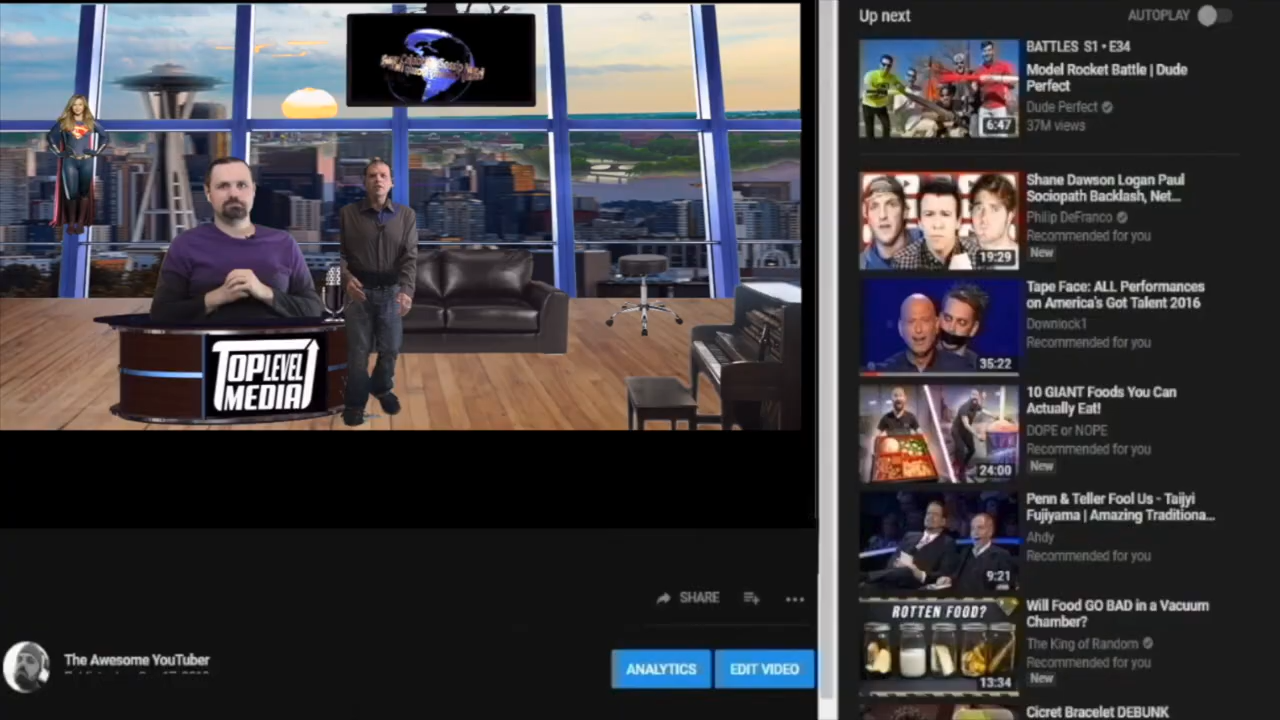 TOPLEVEL
MEDIA
SHARE
The Awesome YouTuber
ANALYTICS
EDIT VIDEO
Up next
AUTOPLAY
BATTLES S1 • E34
Model Rocket Battle | Dude
Perfect
Dude Perfect
37M views
6:47
Shane Dawson Logan Paul
Sociopath Backlash, Net...
Philip DeFranco
Recommended for you
New
19:29
Tape Face: ALL Performances
on America's Got Talent 2016
Downlock1
Recommended for you
35:22
10 GIANT Foods You Can
Actually Eat!
DOPE or NOPE
Recommended for you
New
24:00
Penn & Teller Fool Us - Taijyi
Fujiyama | Amazing Traditiona...
Ahdy
Recommended for you
9:21
ROTTEN FOOD?
Will Food GO BAD in a Vacuum
Chamber?
The King of Random
Recommended for you
New
13:34
Cicret Bracelet DEBUNK